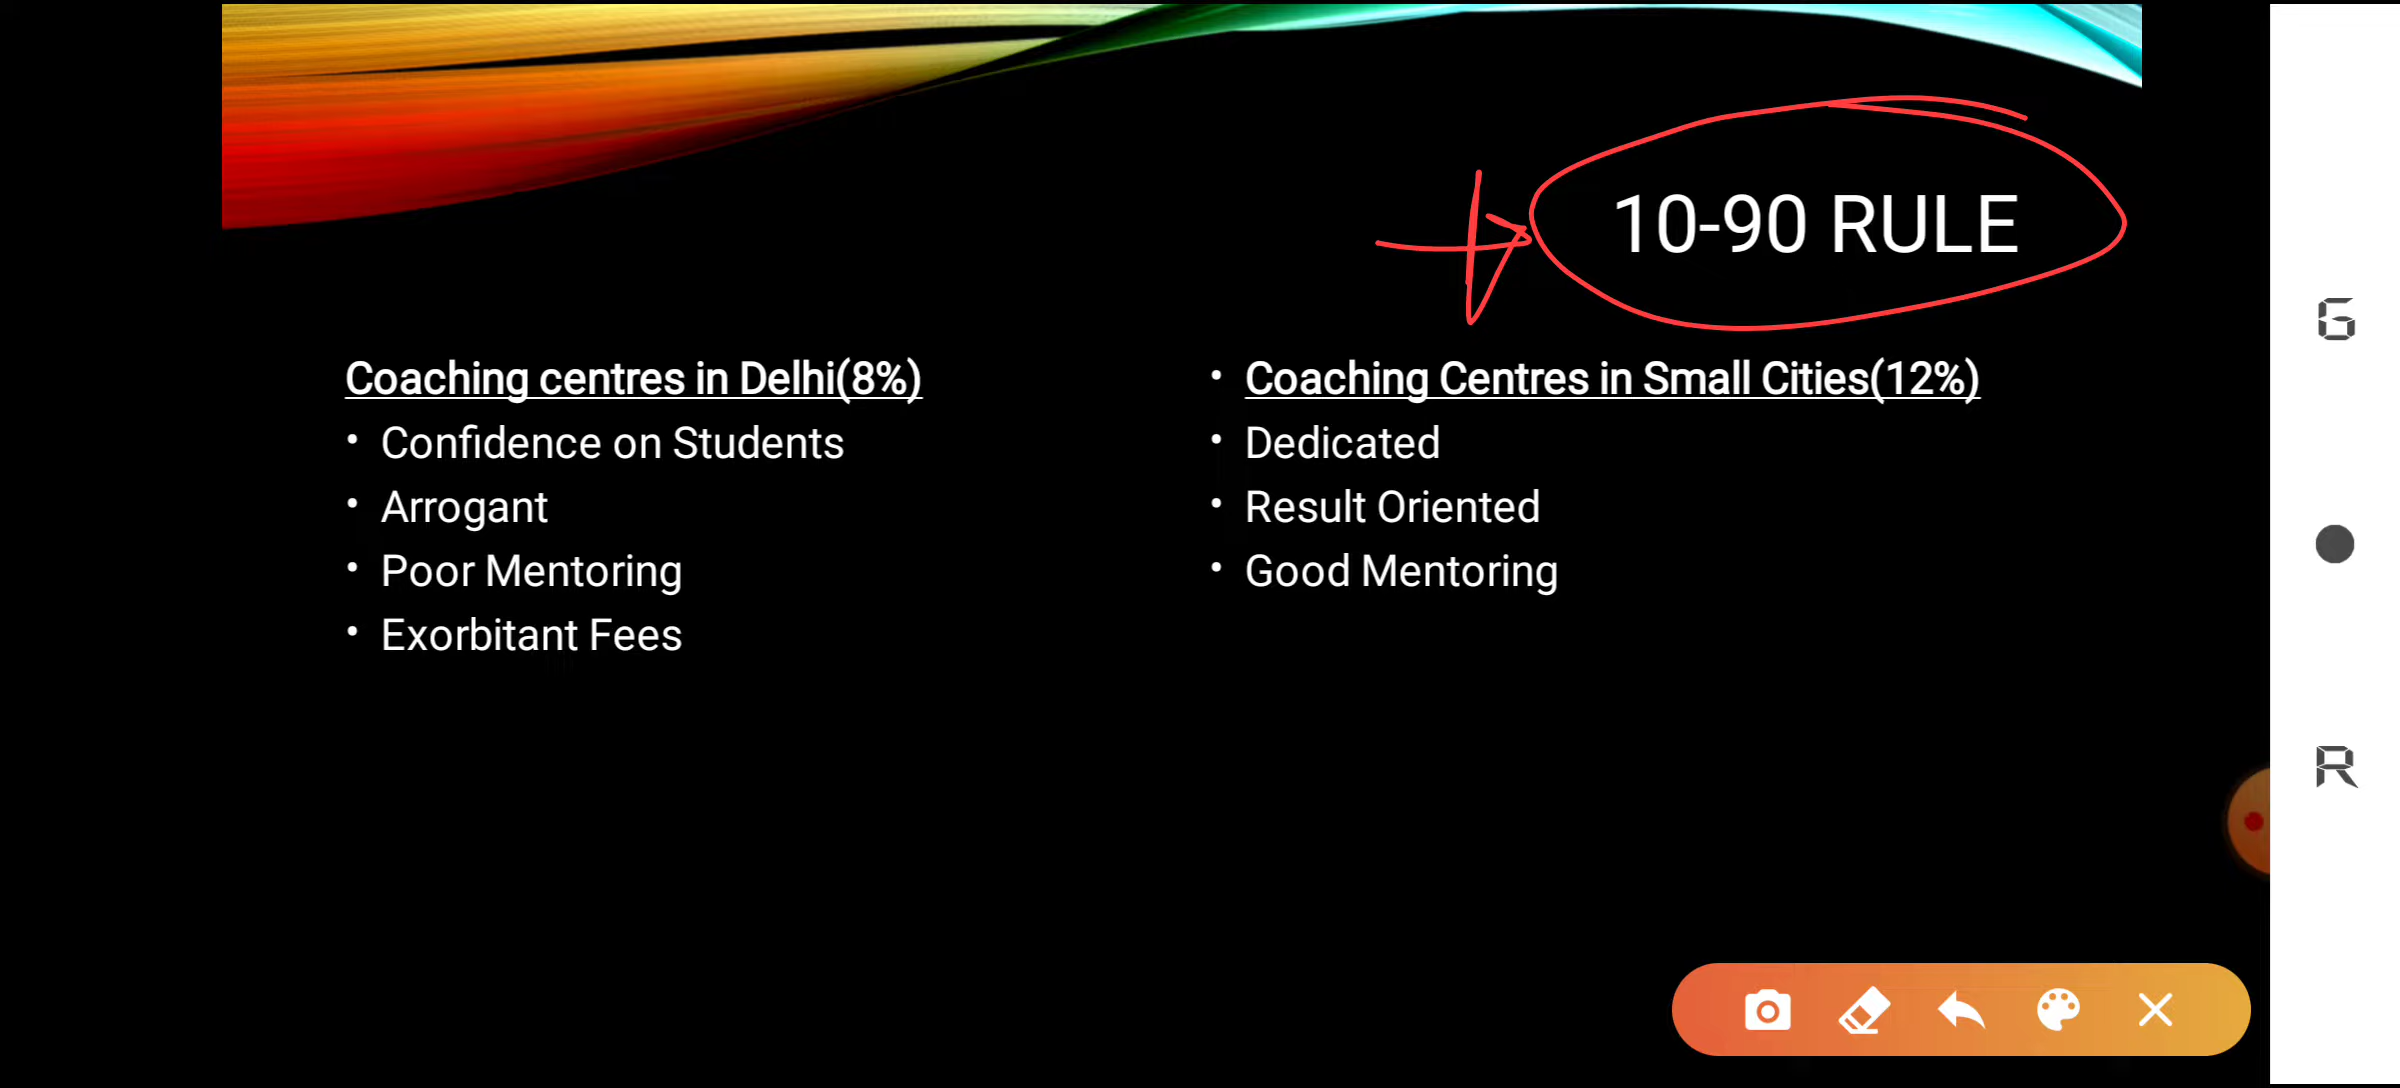 10-90 RULE
Coaching centres in Delhi(8%)
• Confidence on Students
• Arrogant
• Poor Mentoring
• Exorbitant Fees
• Coaching Centres in Small Cities(12%)
• Dedicated
• Result Oriented
• Good Mentoring
G
R